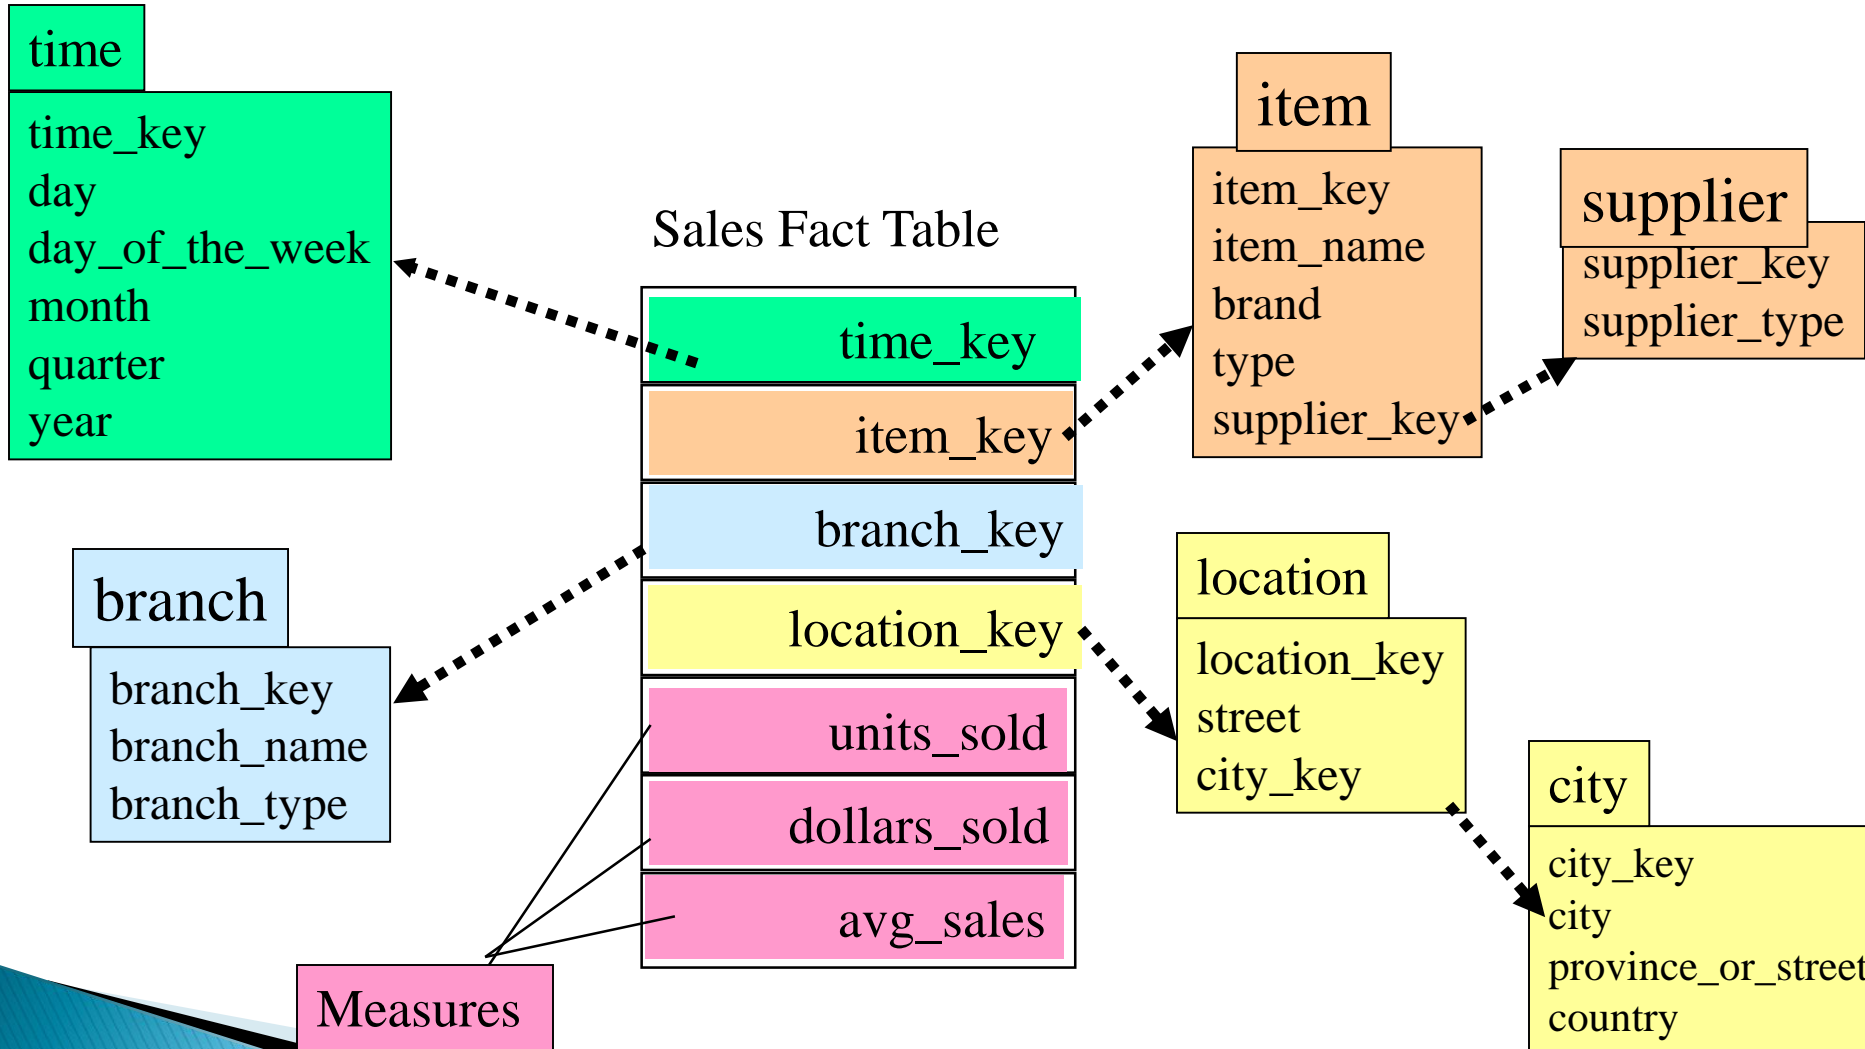 time
time_key
day
day_of_the_week
month
quarter
year
branch
branch_key
branch_name
branch_type
Sales Fact Table
time_key
item_key
branch_key
location_key
units_sold
dollars_sold
avg_sales
Measures
item
item_key
item_name
brand
type
supplier_key
supplier
supplier_key
supplier_type
location
location_key
street
city_key
city
city_key
city
province_or_street
country